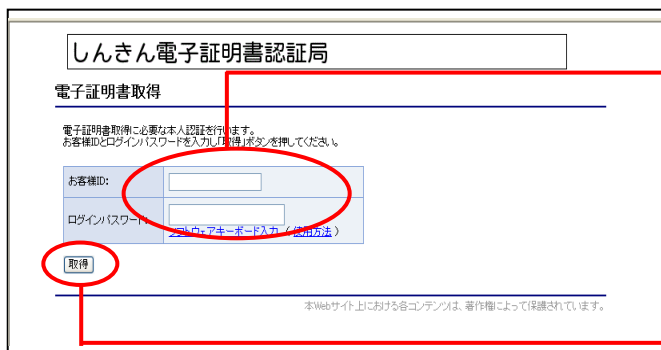 しんきん電子証明書認証局
電子証明書取得
電子証明書取得に必要な本人認証を行います。
お客様IDとログインパスワードを入力し「取得」ボタンを押してください。
お客様ID:
ログインパスワード:
ソフトウェアキーボード入力 (使用方法)
取得
本Webサイト上における各コンテンツは、著作権によって保護されています。